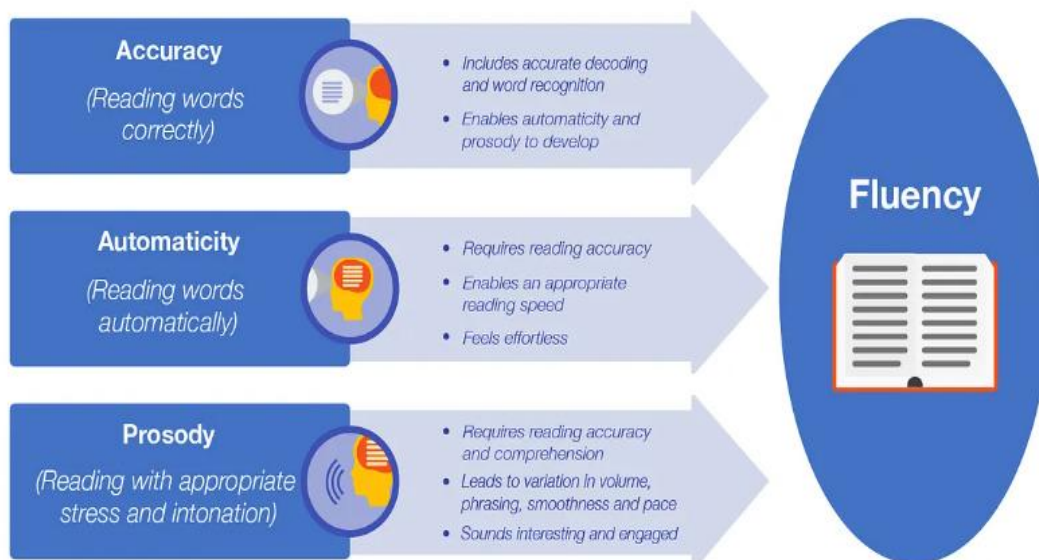 Accuracy
(Reading words
correctly)
• Includes accurate decoding
and word recognition
• Enables automaticity and
prosody to develop
Automaticity
(Reading words
automatically)
• Requires reading accuracy
• Enables an appropriate
reading speed
• Feels effortless
Prosody
(Reading with appropriate
stress and intonation)
• Requires reading accuracy
and comprehension
• Leads to variation in volume,
phrasing, smoothness and pace
• Sounds interesting and engaged
Fluency